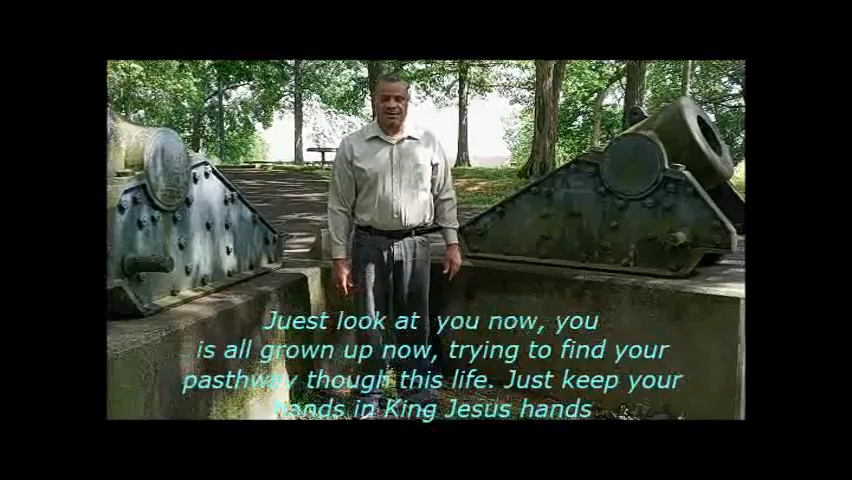 Juest look at you now, you
is all grown up now, trying to find your
pasthway though this life. Just keep your
hands in King Jesus hands